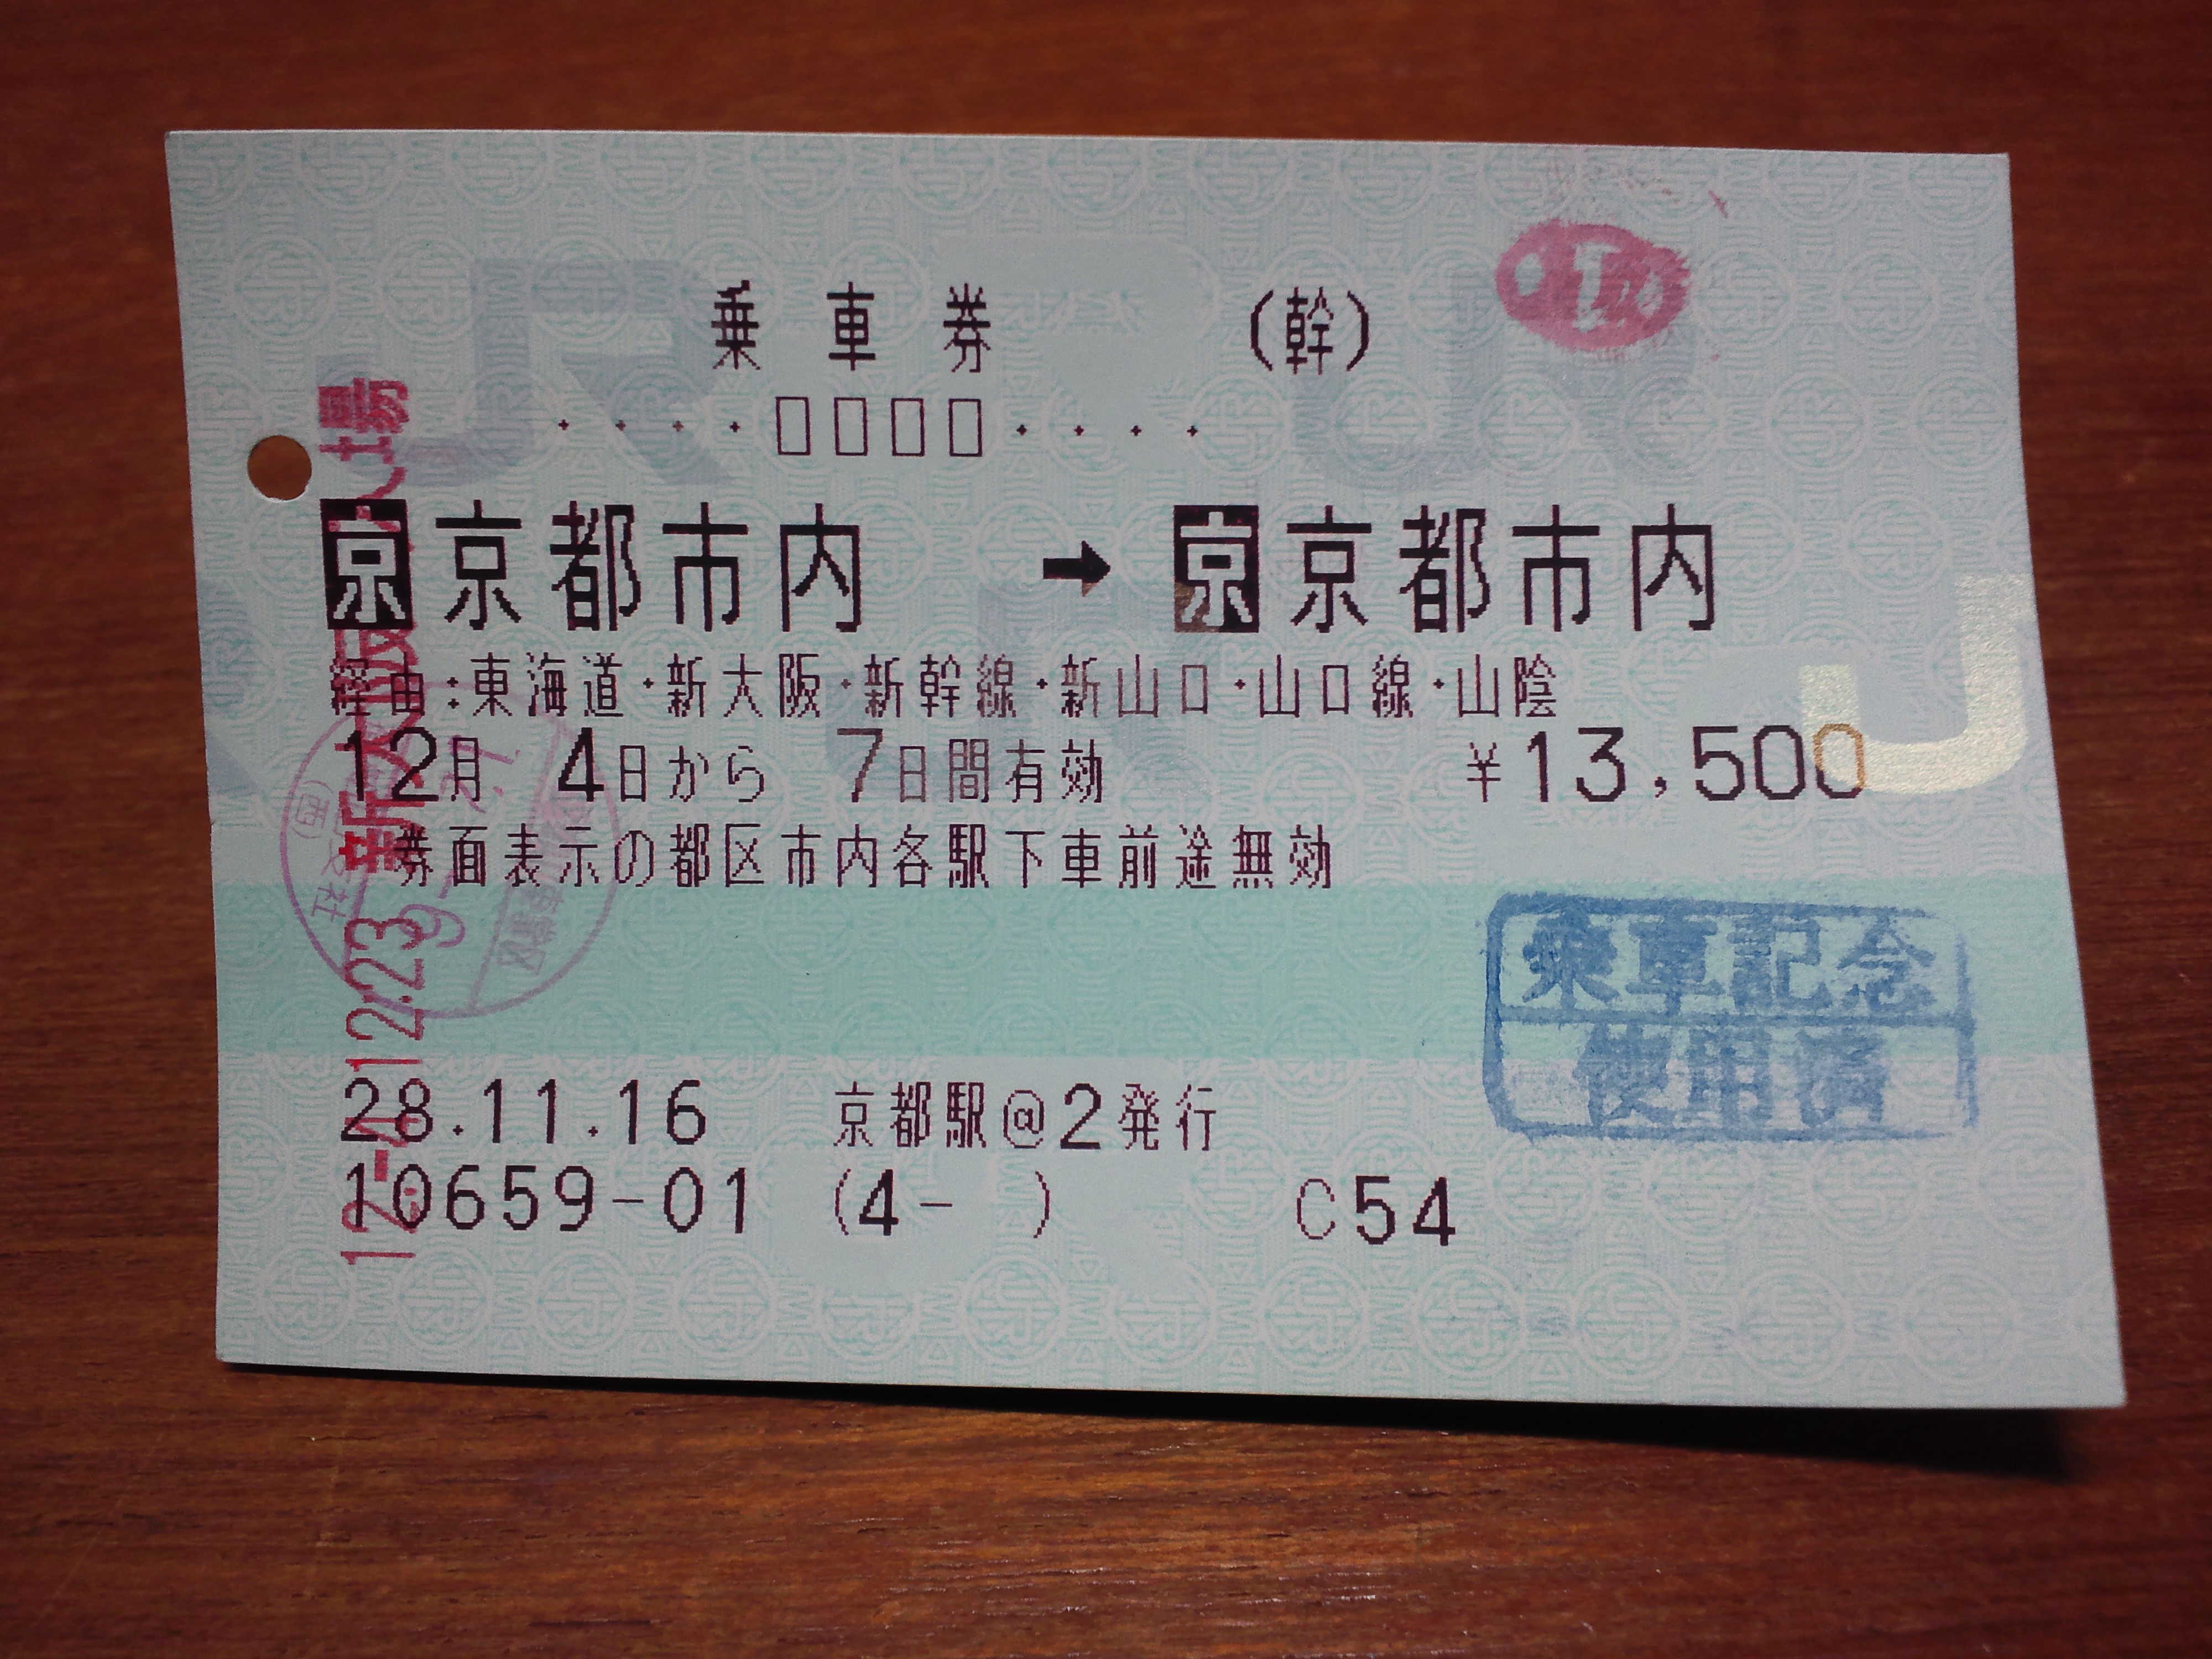 乗車券 (幹)
・・・・▯▯▯▯・・・・
京 京都市内 → 京 京都市内
経由:東海道・新大阪・新幹線・新山口・山口線・山陰
12月 4日から 7日間有効 ¥13,500
券面表示の都区市内各駅下車前途無効
乗車記念
使用済
28.11.16 京都駅@2発行
10659-01 (4- ) C54
JR